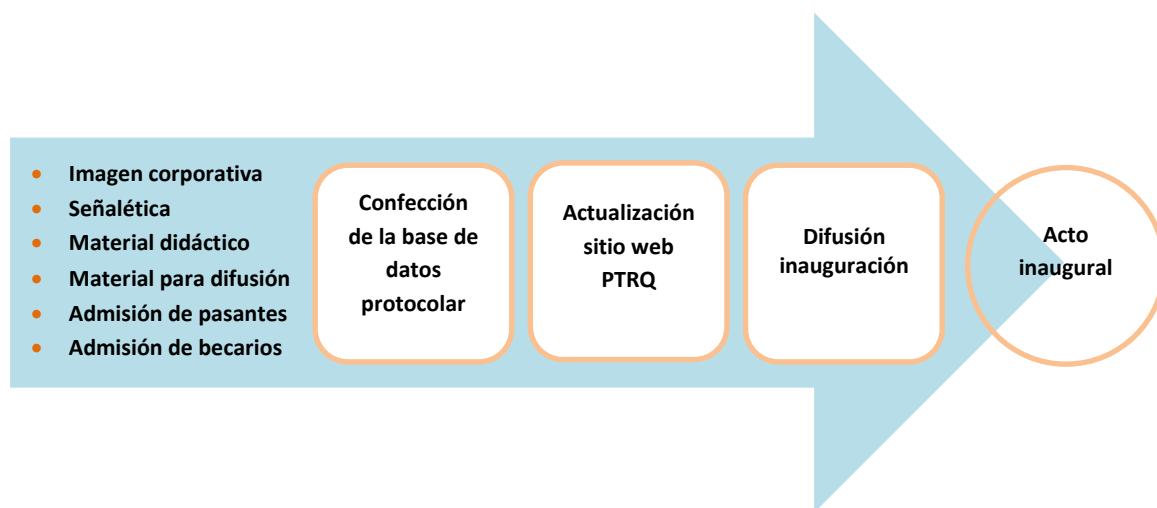 Imagen corporativa
Señalética
Material didáctico
Material para difusión
Admisión de pasantes
Admisión de becarios
Confección
de la base de
datos
protocolar
Actualización
sitio web
PTRQ
Difusión
inauguración
Acto
inaugural